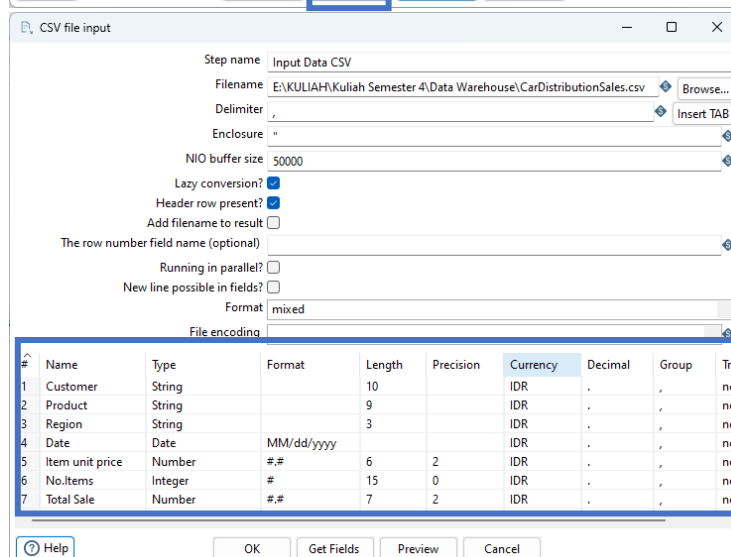 CSV file input
Step name Input Data CSV
Filename E:\KULIAH\Kuliah Semester 4\Data Warehouse\CarDistributionSales.csv Browse...
Delimiter , Insert TAB
Enclosure "
NIO buffer size 50000
Lazy conversion?
Header row present?
Add filename to result
The row number field name (optional)
Running in parallel?
New line possible in fields?
Format mixed
File encoding
# Name Type Format Length Precision Currency Decimal Group Tr
1 Customer String 10 IDR . , n
2 Product String 9 IDR . , n
3 Region String 3 IDR . , n
4 Date Date MM/dd/yyyy IDR . , n
5 Item unit price Number #.# 6 2 IDR . , n
6 No.Items Integer # 15 0 IDR . , n
7 Total Sale Number #.# 7 2 IDR . , n
Help OK Get Fields Preview Cancel